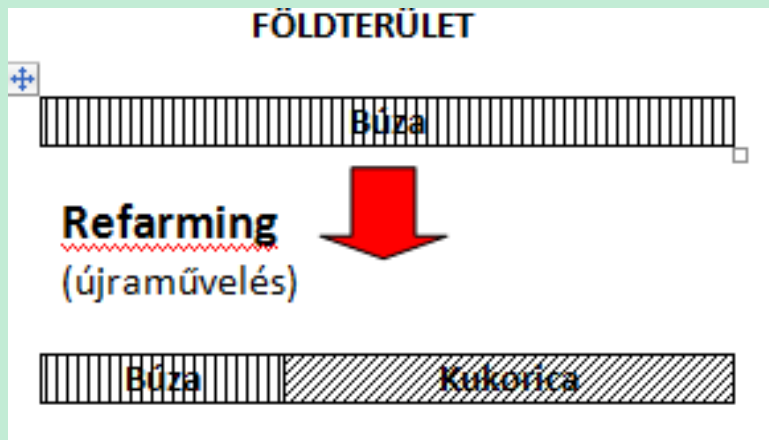 FÖLDTERÜLET
Búza
Refarming
(újraművelés)
Búza Kukorica